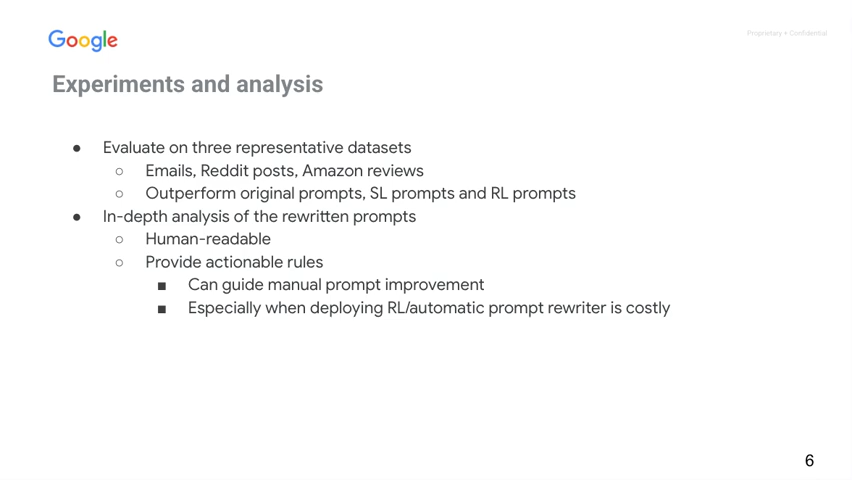 Google
Proprietary + Confidential
Experiments and analysis
● Evaluate on three representative datasets
○ Emails, Reddit posts, Amazon reviews
○ Outperform original prompts, SL prompts and RL prompts
● In-depth analysis of the rewritten prompts
○ Human-readable
○ Provide actionable rules
■ Can guide manual prompt improvement
■ Especially when deploying RL/automatic prompt rewriter is costly
6